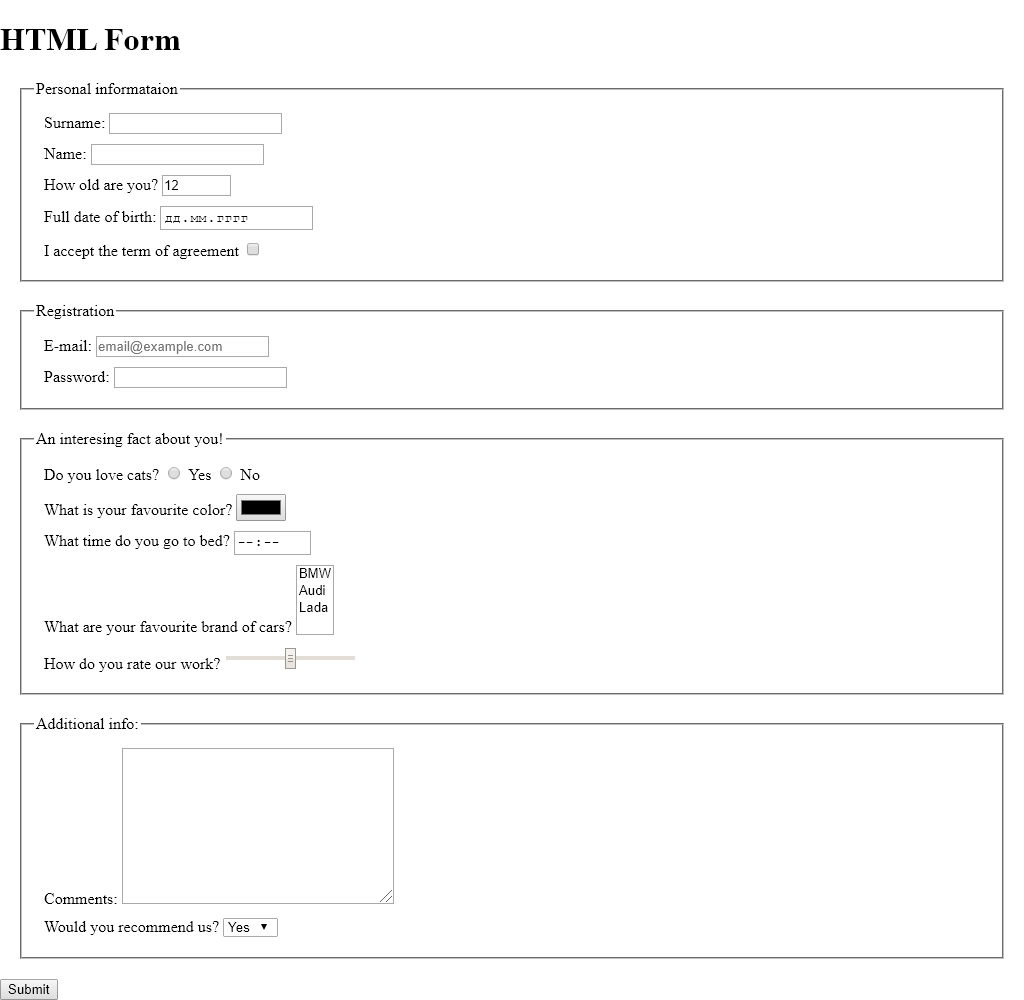 HTML Form
Personal informataion
Surname:
Name:
How old are you? 12
Full date of birth: дд.мм.гггг
I accept the term of agreement
Registration
E-mail: email@example.com
Password:
An interesing fact about you!
Do you love cats? Yes No
What is your favourite color?
What time do you go to bed? --:--
BMW
Audi
Lada
What are your favourite brand of cars?
How do you rate our work?
Additional info:
Comments:
Would you recommend us? Yes
Submit